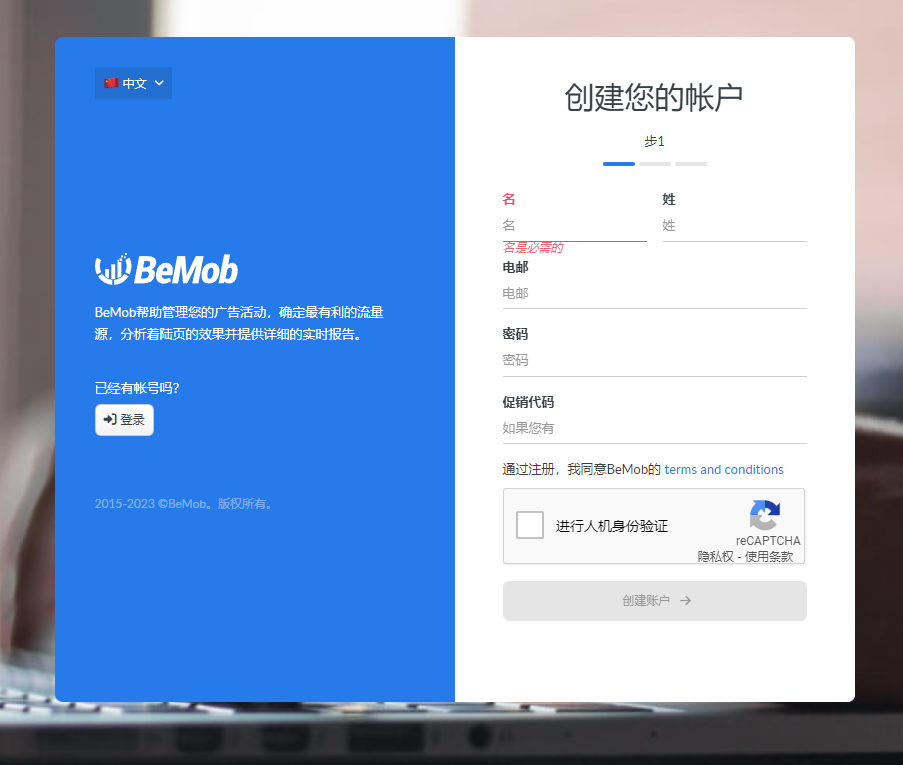 中文
BeMob
BeMob帮助管理您的广告活动，确定最有利的流量
源，分析着陆页的效果并提供详细的实时报告。
已经有帐号吗?
登录
2015-2023 ©BeMob。版权所有。
创建您的帐户
步1
名
姓
名
姓
名是必需的
电邮
电邮
密码
密码
促销代码
如果您有
通过注册，我同意BeMob的 terms and conditions
进行人机身份验证
reCAPTCHA
隐私权 - 使用条款
创建账户